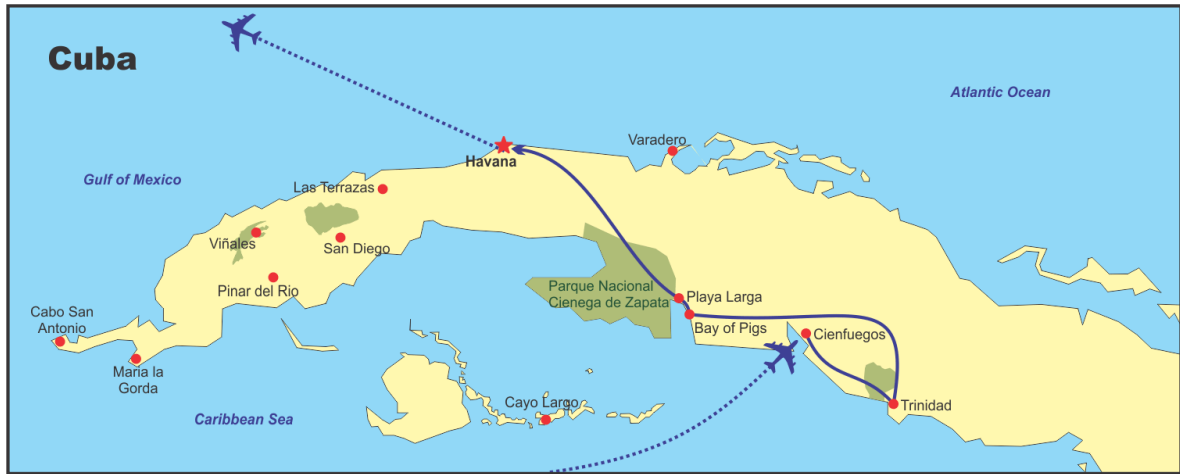 Cuba
Atlantic Ocean
Varadero
Havana
Gulf of Mexico
Las Terrazas
Viñales
San Diego
Pinar del Rio
Parque Nacional
Cienega de Zapata
Playa Larga
Bay of Pigs
Cienfuegos
Cabo San
Antonio
Maria la
Gorda
Cayo Largo
Trinidad
Caribbean Sea